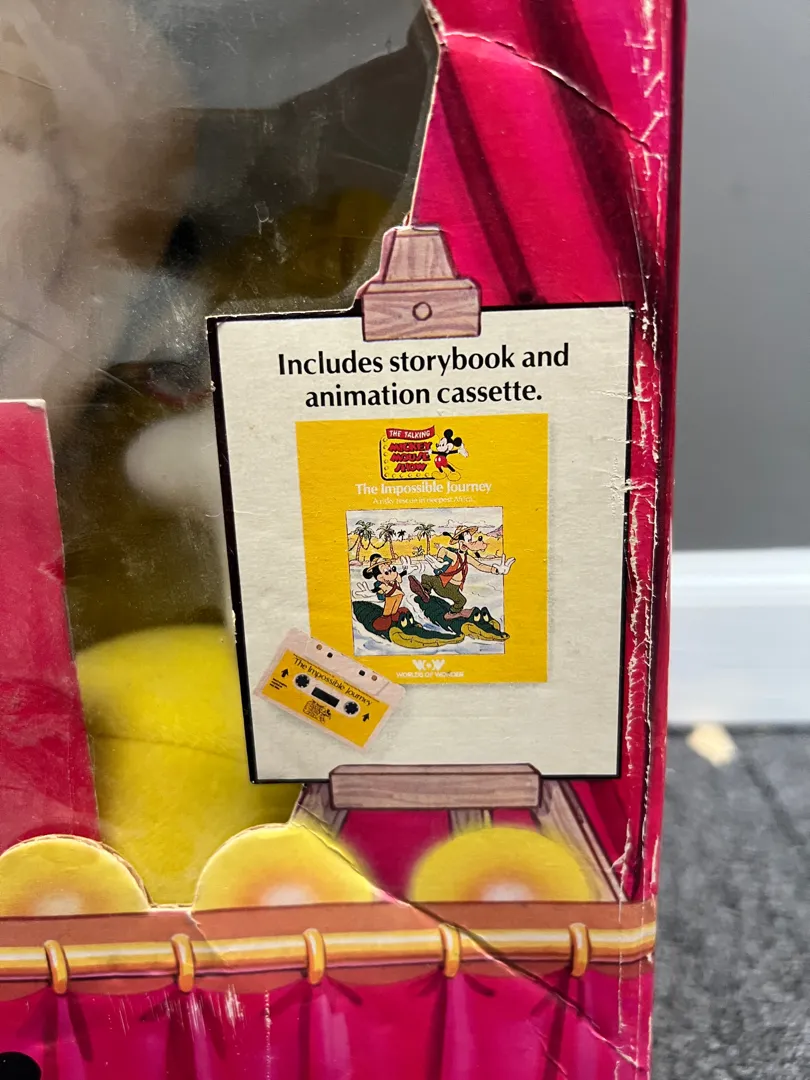 Includes storybook and
animation cassette.
THE TALKING
MICKEY
MOUSE
SHOW
The Impossible Journey
WOW
WORLDS OF WONDER
The Impossible Journey